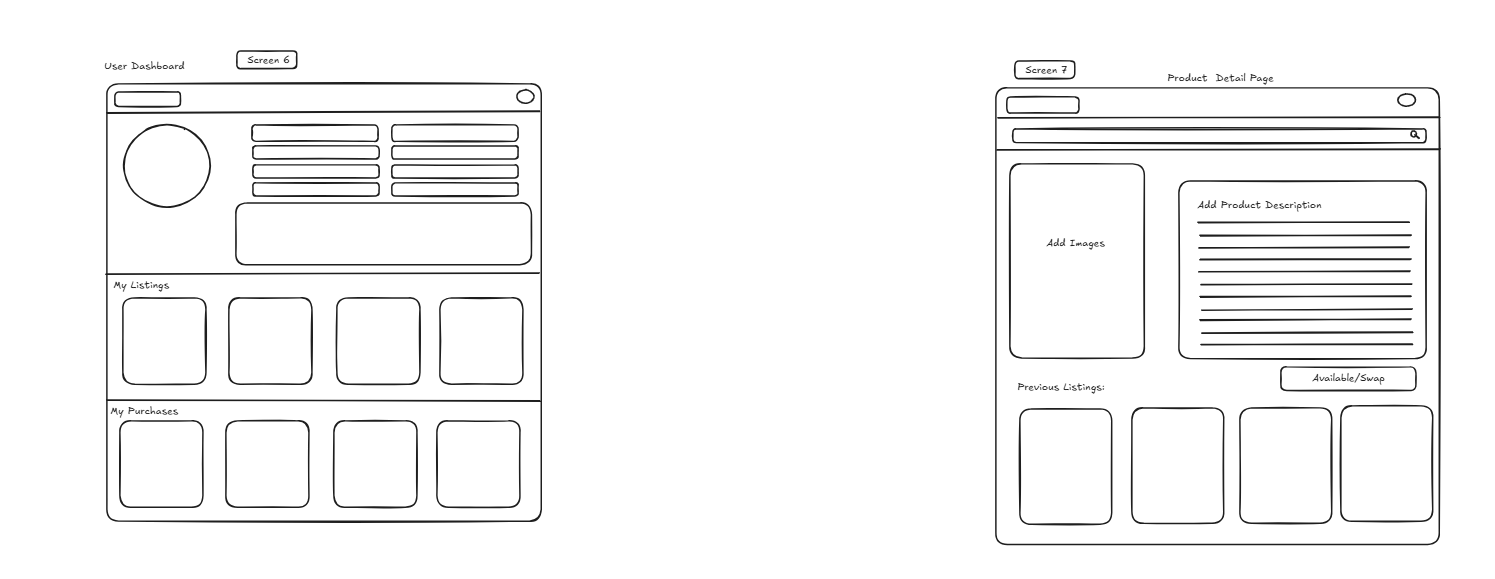 User Dashboard
Screen 6
My Listings
My Purchases
Screen 7
Product Detail Page
Add Images
Add Product Description
Available/Swap
Previous Listings: